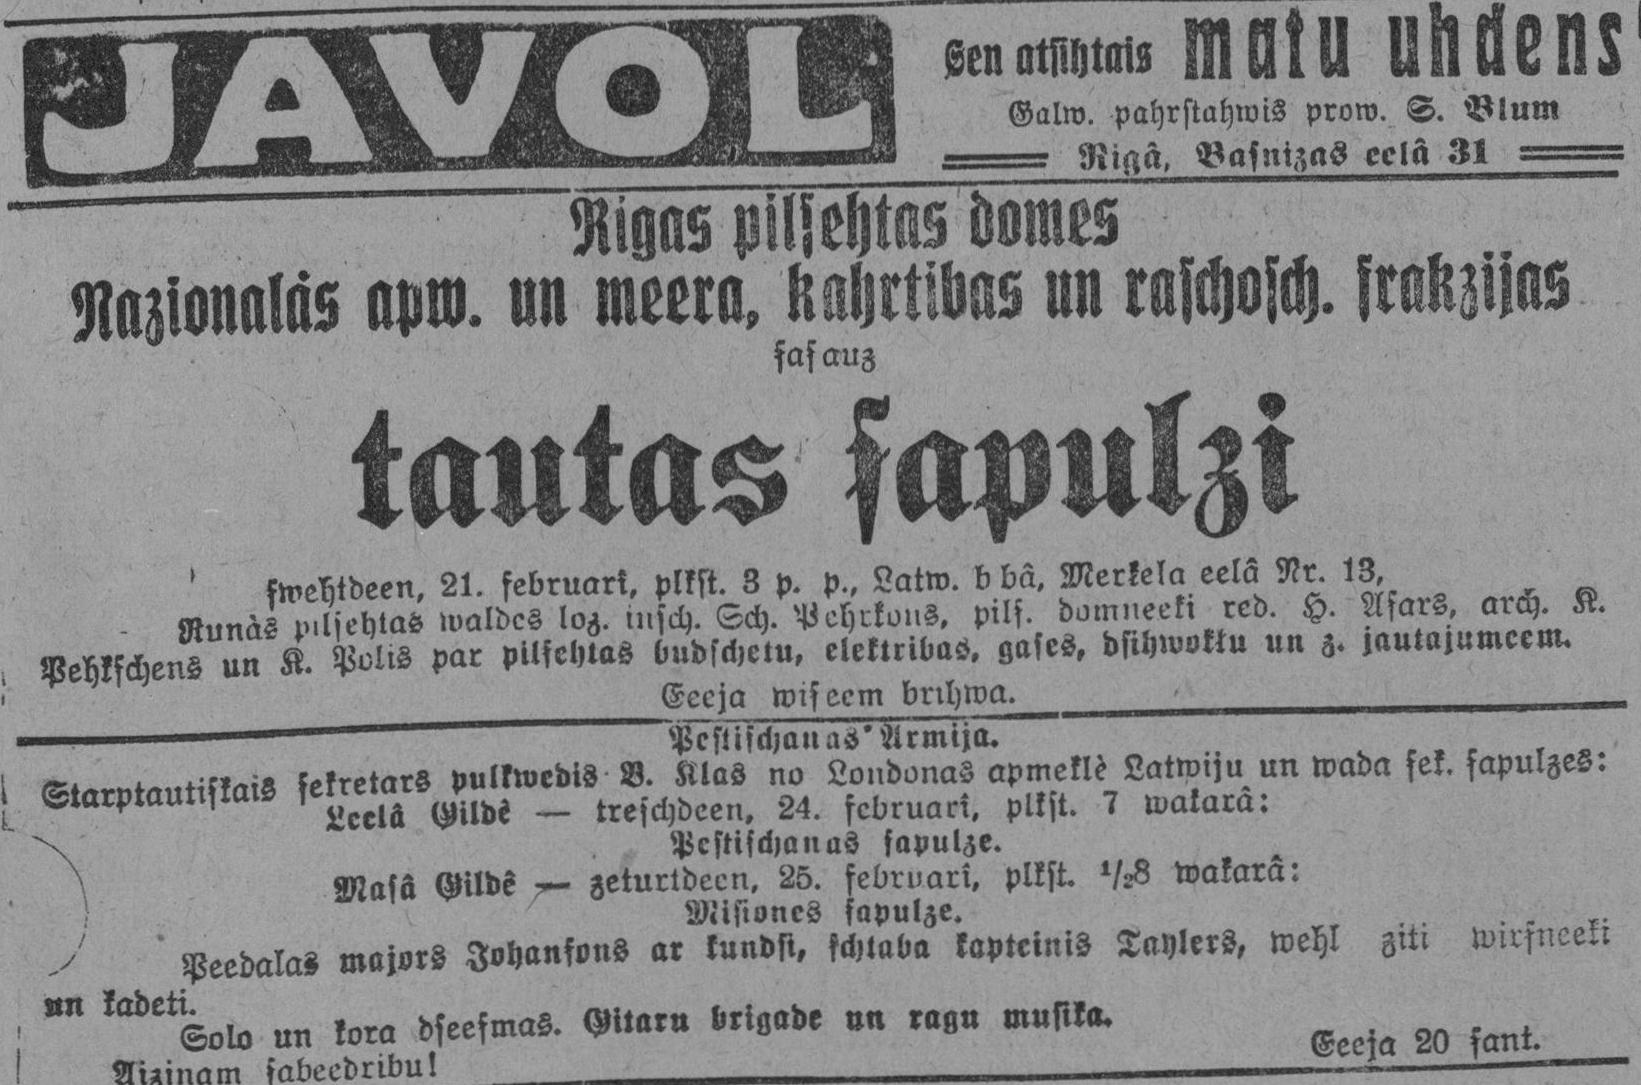 JAVOL
Sen atsihtais matu uhdens
Galw. pahrstahwis prow. S. Blum
Rigâ, Basnizas eelâ 31
Rigas pilsehtas domes
Nazionalâs apw. un meera, kahrtibas un raschosch. frakzijas
sasauz
tautas sapulzi
swehtdeen, 21. februarî, plkst. 3 p. p., Latw. b bâ, Merkela eelâ Nr. 13,
Runàs pilsehtas waldes loz. insch. Sch. Pehrkons, pils. domneeki red. H. Asars, arch. K.
Pehkschens un K. Polis par pilsehtas budschetu, elektribas, gases, dsihwoktu un z. jautajumeem.
Eeeja wiseem brihwa.
Pestischanas Armija.
Starptautiskais sekretars pulkwedis B. Klas no Londonas apmeklè Latwiju un wada sek. sapulzes:
Leelâ Gildê — treschdeen, 24. februarî, plkst. 7 wakarâ:
Pestischanas sapulze.
Masâ Gildê — zeturtdeen, 25. februarî, plkst. 1/28 wakarâ:
Misiones sapulze.
Peedalas majors Johansons ar kundsi, schtaba kapteinis Taylers, wehl ziti wirsneeki
un kadeti.
Solo un kora dseesmas. Gitaru brigade un ragu musika.
Eeeja 20 sant.
Aizinam sabeedribu!